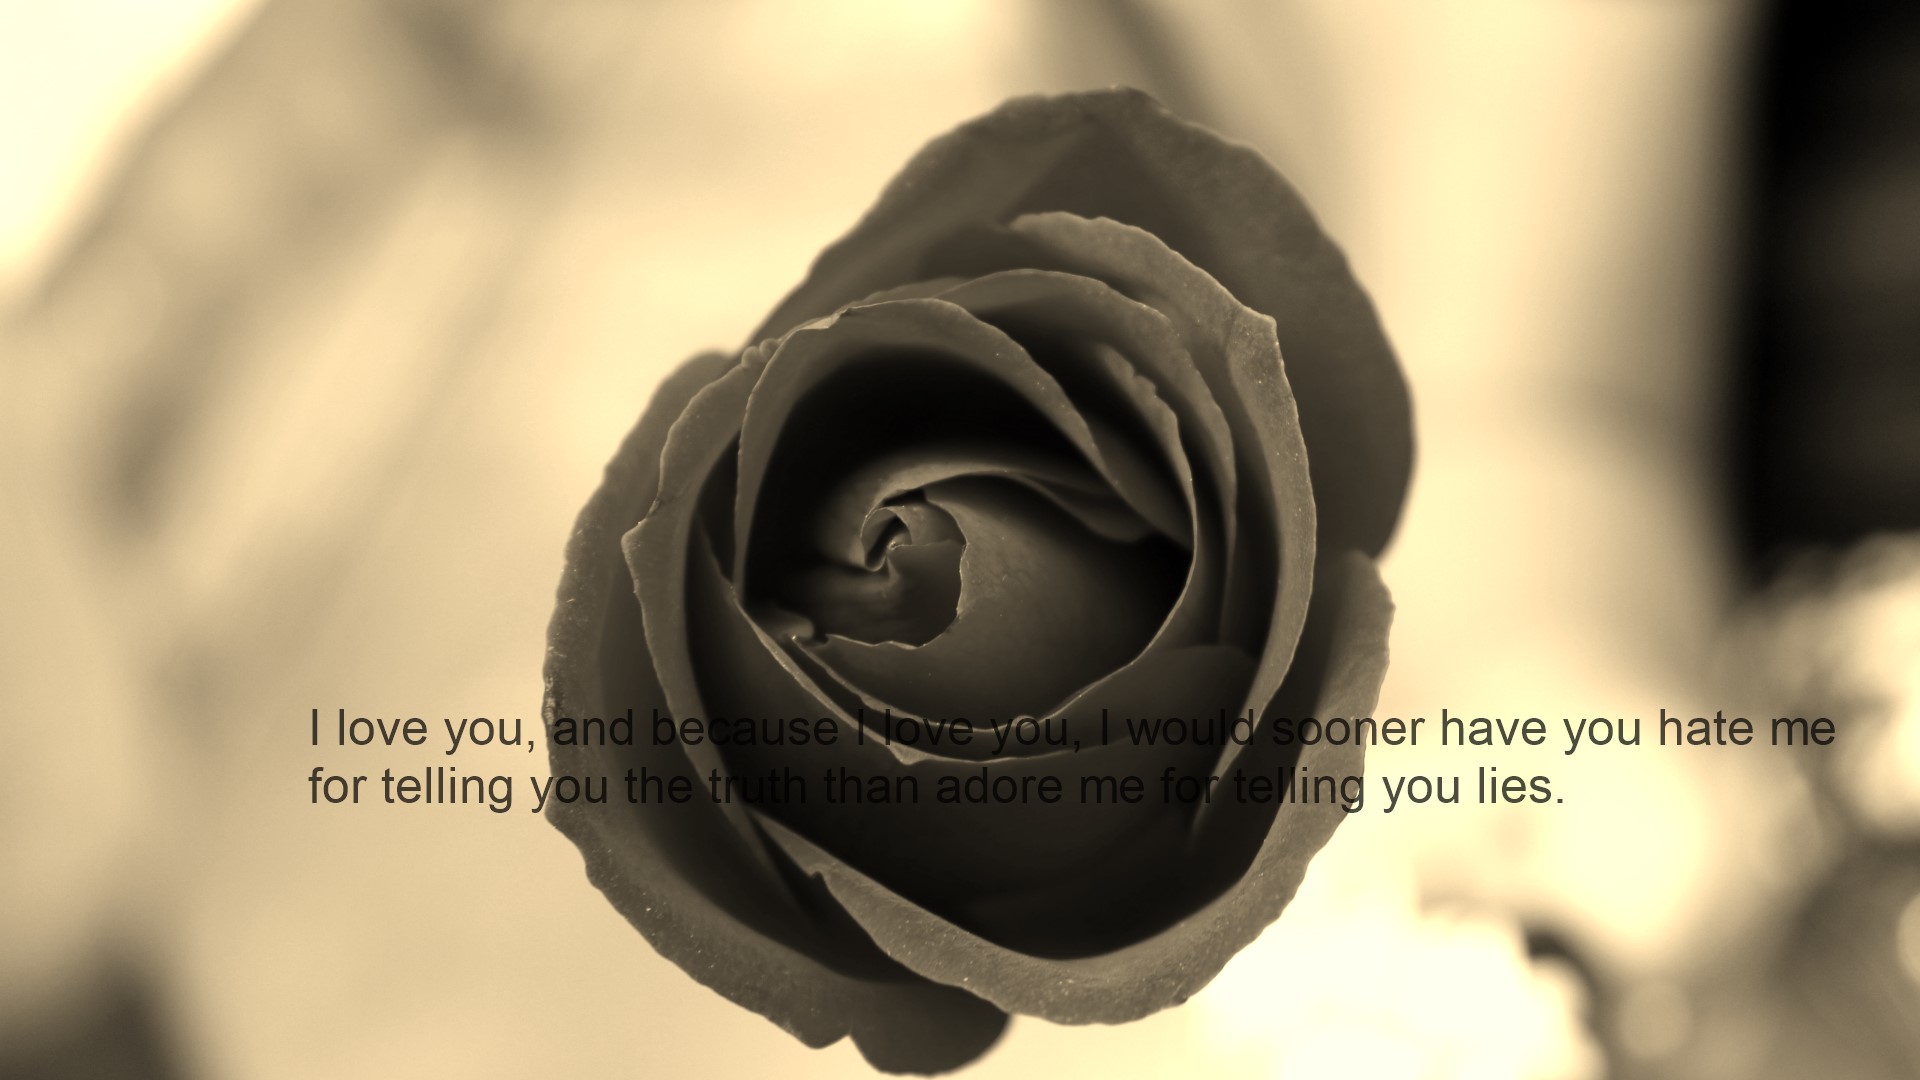 I love you, and because I love you, I would sooner have you hate me
for telling you the truth than adore me for telling you lies.